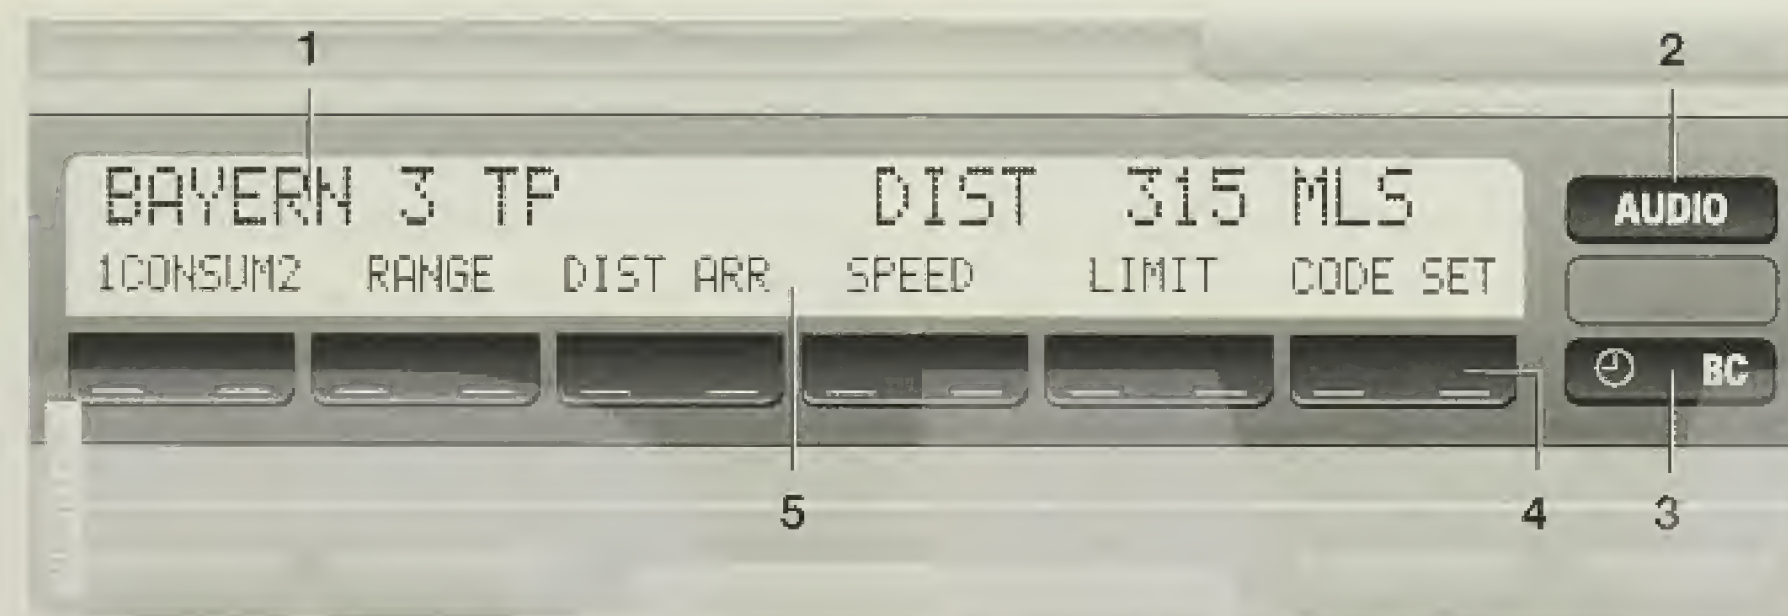 1 2
BAYERN 3 TP DIST 315 MLS
AUDIO
1CONSUM2 RANGE DIST ARR SPEED LIMIT CODE SET
BC
5 4 3